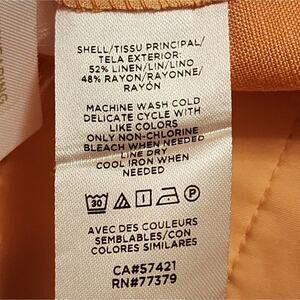 SHELL/TISSU PRINCIPAL/
TELA EXTERIOR:
52% LINEN/LIN/LINO
48% RAYON/RAYONNE/
RAYÓN
MACHINE WASH COLD
DELICATE CYCLE WITH
LIKE COLORS
ONLY NON-CHLORINE
BLEACH WHEN NEEDED
LINE DRY
COOL IRON WHEN
NEEDED
30
AVEC DES COULEURS
SEMBLABLES/CON
COLORES SIMILARES
CA#57421
RN#77379